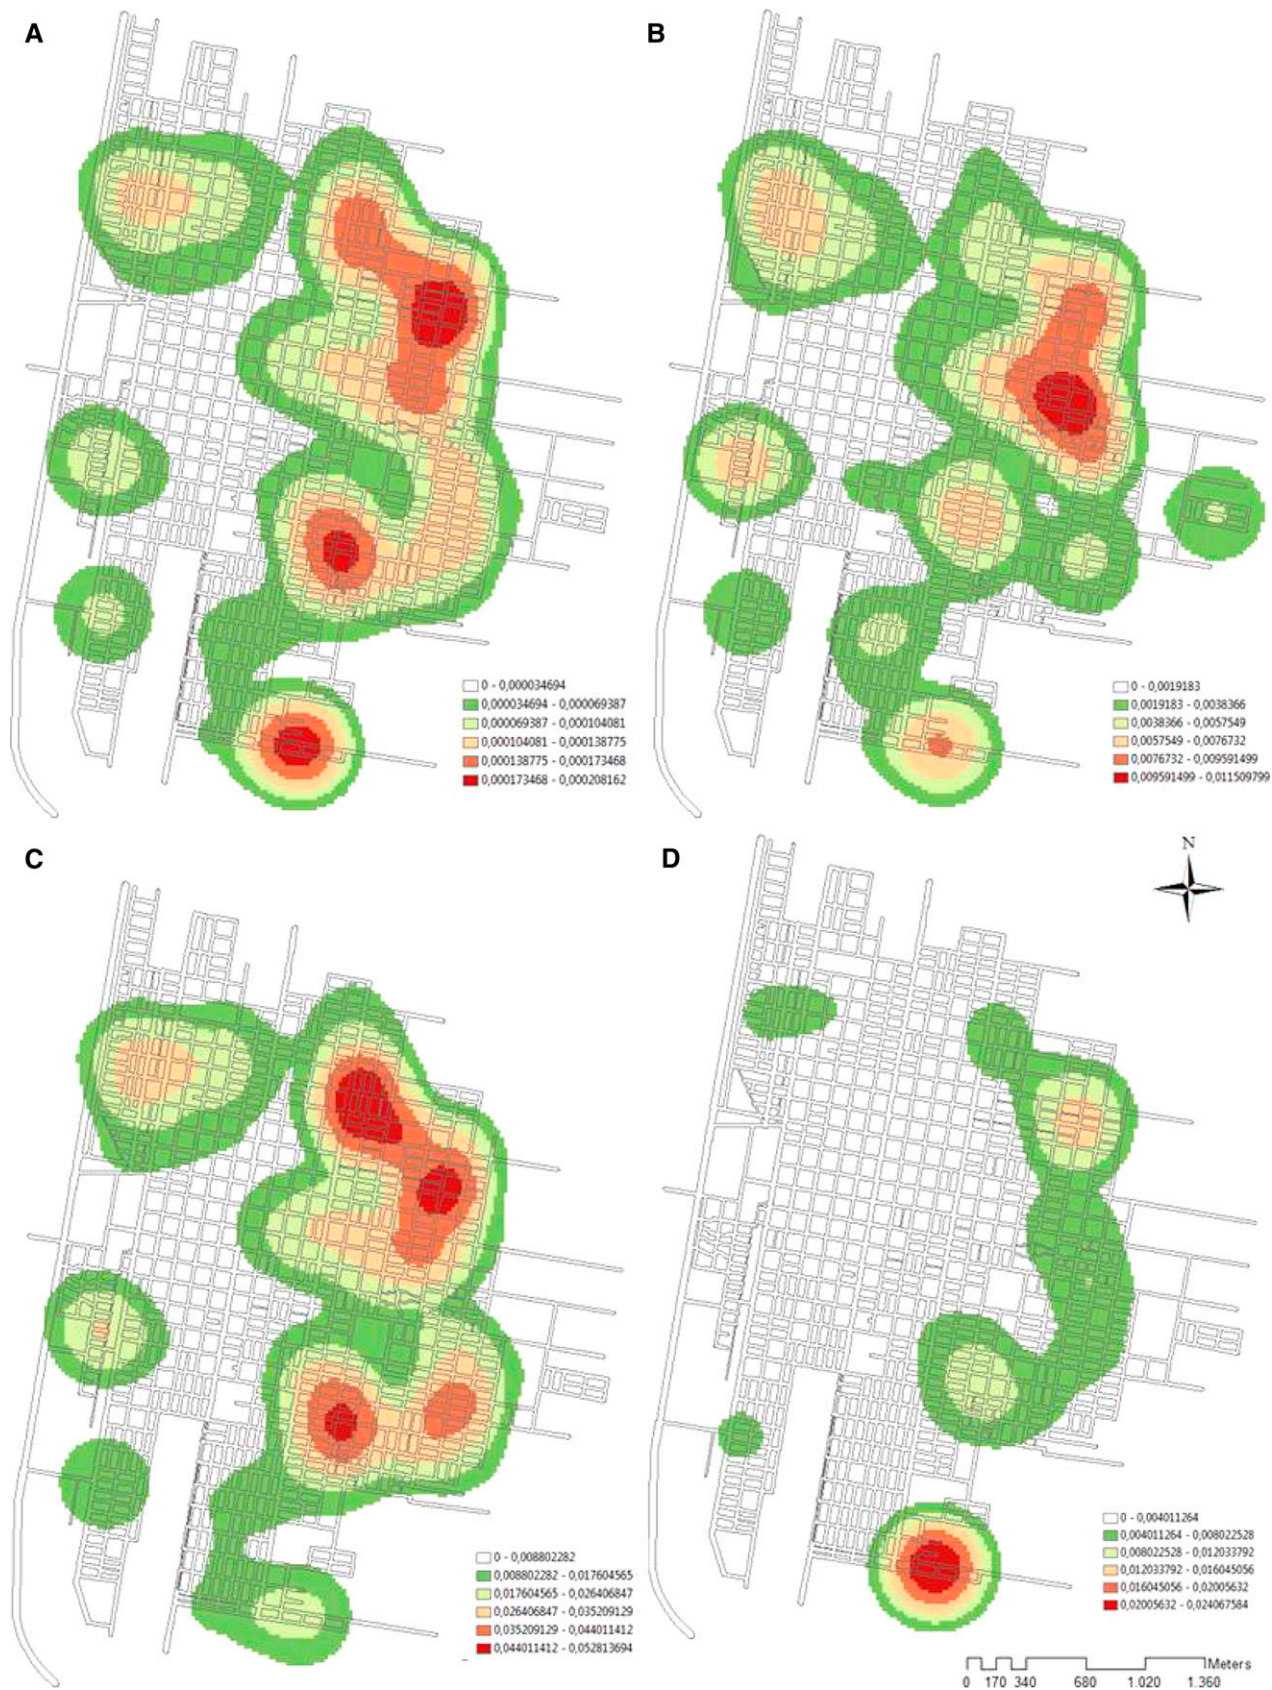 A
B
0 - 0,000034694
0,000034694 - 0,000069387
0,000069387 - 0,000104081
0,000104081 - 0,000138775
0,000138775 - 0,000173468
0,000173468 - 0,000208162
0 - 0,0019183
0,0019183 - 0,0038366
0,0038366 - 0,0057549
0,0057549 - 0,0076732
0,0076732 - 0,009591499
0,009591499 - 0,011509799
C
D
N
0 - 0,008802282
0,008802282 - 0,017604565
0,017604565 - 0,026406847
0,026406847 - 0,035209129
0,035209129 - 0,044011412
0,044011412 - 0,052813694
0 - 0,004011264
0,004011264 - 0,008022528
0,008022528 - 0,012033792
0,012033792 - 0,016045056
0,016045056 - 0,02005632
0,02005632 - 0,024067584
Meters
0 170 340 680 1.020 1.360